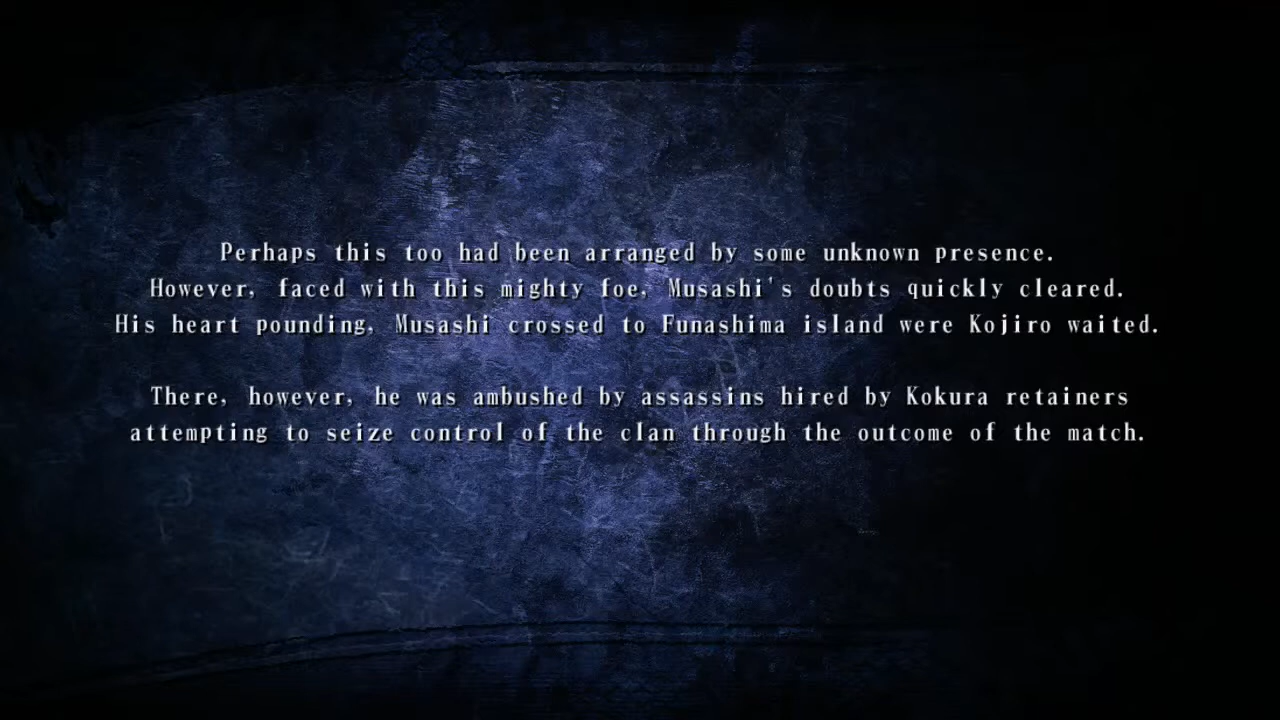 Perhaps this too had been arranged by some unknown presence.
However, faced with this mighty foe, Musashi's doubts quickly cleared.
His heart pounding, Musashi crossed to Funashima island were Kojiro waited.
There, however, he was ambushed by assassins hired by Kokura retainers
attempting to seize control of the clan through the outcome of the match.